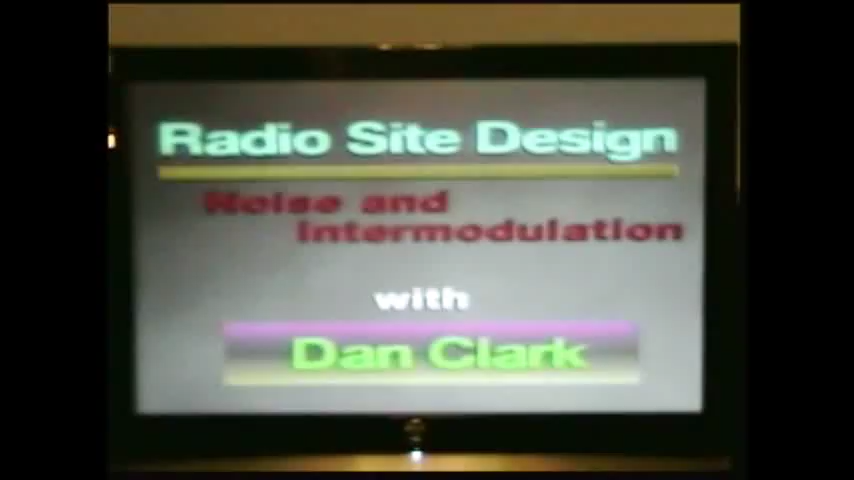 Radio Site Design
Noise and
Intermodulation
with
Dan Clark